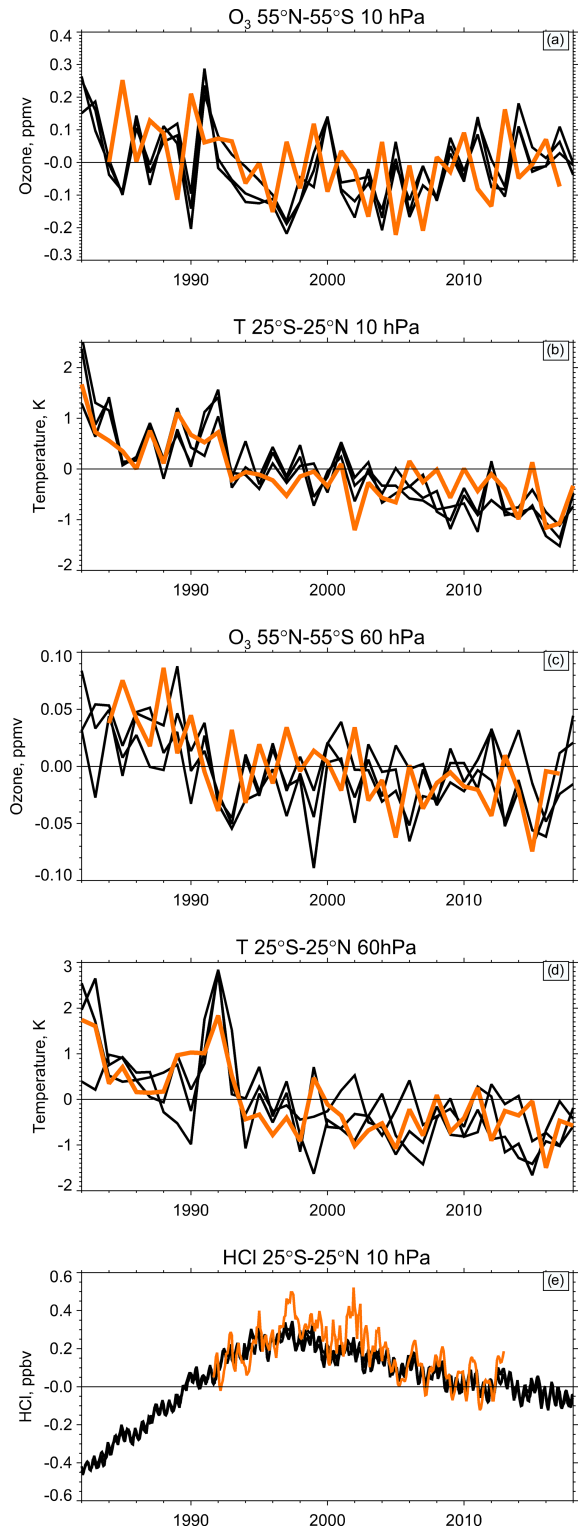 O₃ 55°N-55°S 10 hPa
(a)
Ozone, ppmv
0.4
0.3
0.2
0.1
-0.0
-0.1
-0.2
-0.3
1990 2000 2010
T 25°S-25°N 10 hPa
(b)
Temperature, K
2
1
0
-1
-2
1990 2000 2010
O₃ 55°N-55°S 60 hPa
(c)
Ozone, ppmv
0.10
0.05
0.00
-0.05
-0.10
1990 2000 2010
T 25°S-25°N 60hPa
(d)
Temperature, K
3
2
1
0
-1
-2
1990 2000 2010
HCl 25°S-25°N 10 hPa
(e)
HCl, ppbv
0.6
0.4
0.2
-0.0
-0.2
-0.4
-0.6
1990 2000 2010